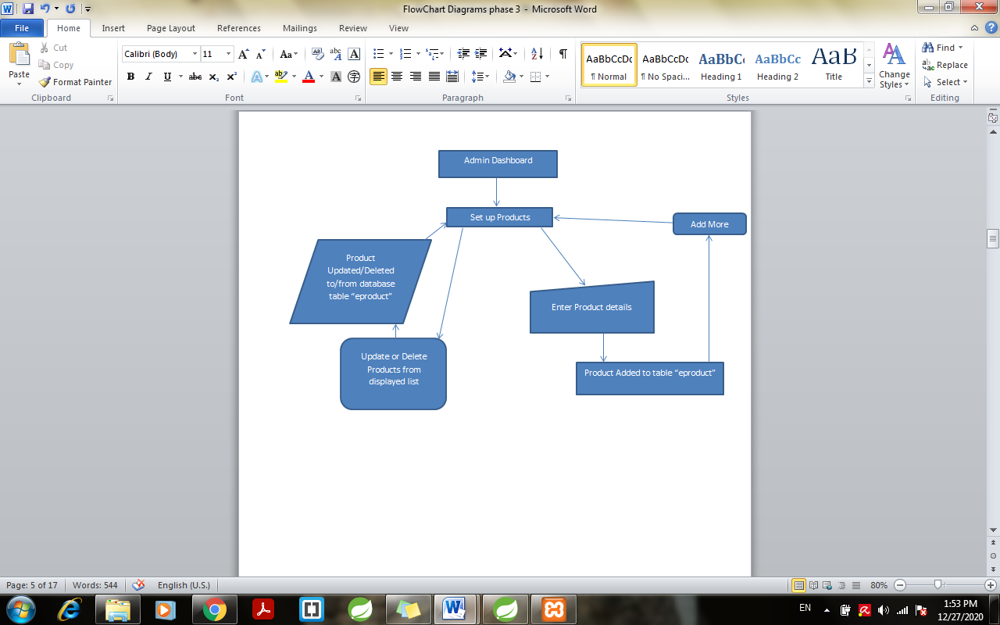 FlowChart Diagrams phase 3 - Microsoft Word
File Home Insert Page Layout References Mailings Review View
Paste
Cut
Copy
Format Painter
Clipboard
Calibri (Body) 11
Font
Paragraph
AaBbCcDc AaBbCcDc AaBbCc AaBbCc AaB
¶ Normal ¶ No Spaci... Heading 1 Heading 2 Title
Change
Styles
Styles
Find
Replace
Select
Editing
Admin Dashboard
Set up Products
Add More
Product
Updated/Deleted
to/from database
table “eproduct”
Enter Product details
Update or Delete
Products from
displayed list
Product Added to table “eproduct”
Page: 5 of 17 Words: 544 English (U.S.) 80%
EN
1:53 PM
12/27/2020